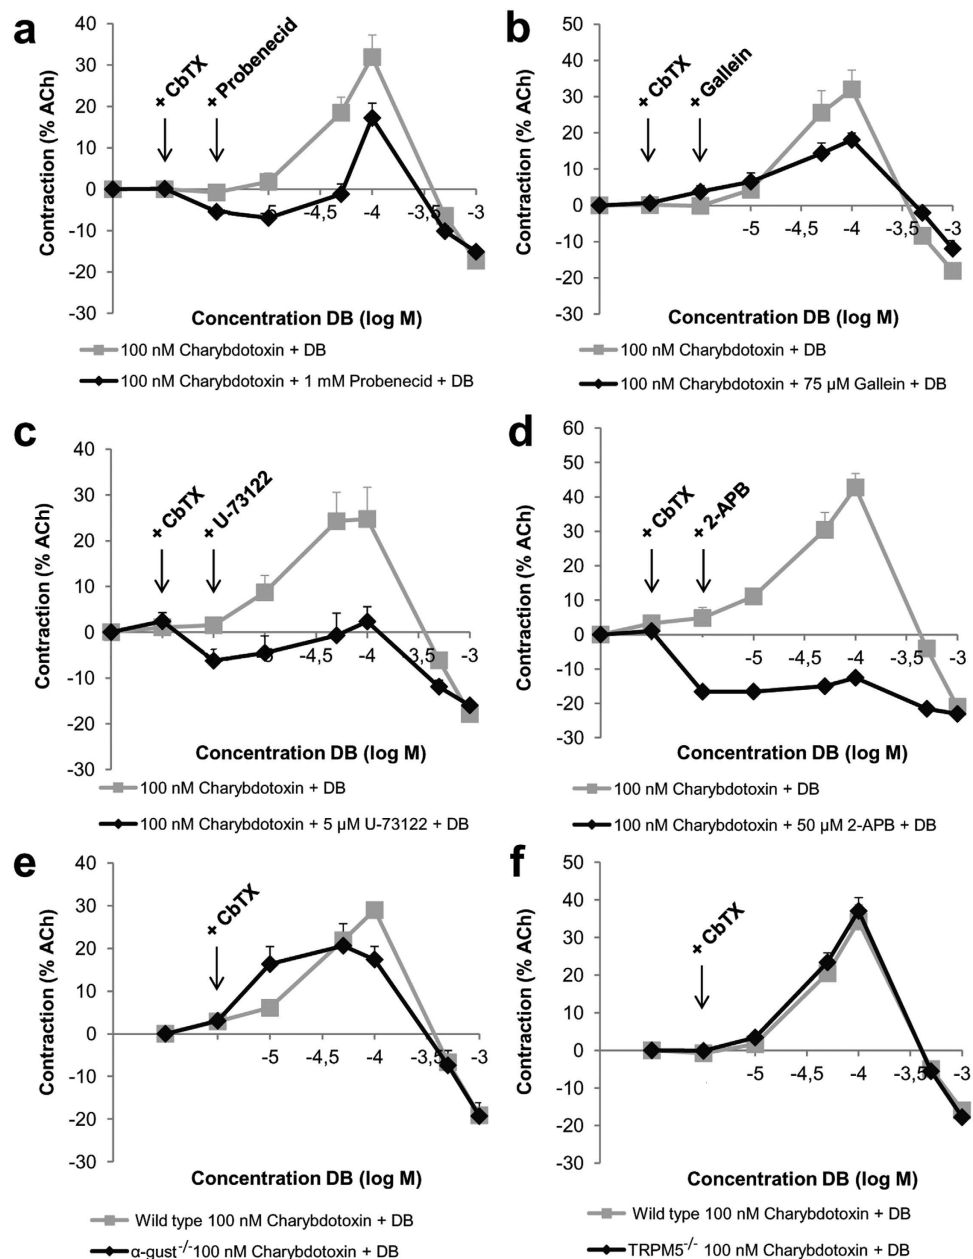 a
40
30
20
10
0
-10
-20
-30
Contraction (% ACh)
+ CbTX
+ Probenecid
-5
-4,5
-4
-3,5
-3
Concentration DB (log M)
100 nM Charybdotoxin + DB
100 nM Charybdotoxin + 1 mM Probenecid + DB
b
50
40
30
20
10
0
-10
-20
-30
Contraction (% ACh)
+ CbTX
+ Gallein
-5
-4,5
-4
-3,5
-3
Concentration DB (log M)
100 nM Charybdotoxin + DB
100 nM Charybdotoxin + 75 µM Gallein + DB
c
40
30
20
10
0
-10
-20
-30
Contraction (% ACh)
+ CbTX
+ U-73122
-5
-4,5
-4
-3,5
-3
Concentration DB (log M)
100 nM Charybdotoxin + DB
100 nM Charybdotoxin + 5 µM U-73122 + DB
d
60
50
40
30
20
10
0
-10
-20
-30
Contraction (% ACh)
+ CbTX
+ 2-APB
-5
-4,5
-4
-3,5
-3
Concentration DB (log M)
100 nM Charybdotoxin + DB
100 nM Charybdotoxin + 50 µM 2-APB + DB
e
40
30
20
10
0
-10
-20
-30
Contraction (% ACh)
+ CbTX
-5
-4,5
-4
-3,5
-3
Concentration DB (log M)
Wild type 100 nM Charybdotoxin + DB
α-gust-/- 100 nM Charybdotoxin + DB
f
50
40
30
20
10
0
-10
-20
-30
Contraction (% ACh)
+ CbTX
-5
-4,5
-4
-3,5
-3
Concentration DB (log M)
Wild type 100 nM Charybdotoxin + DB
TRPM5-/- 100 nM Charybdotoxin + DB